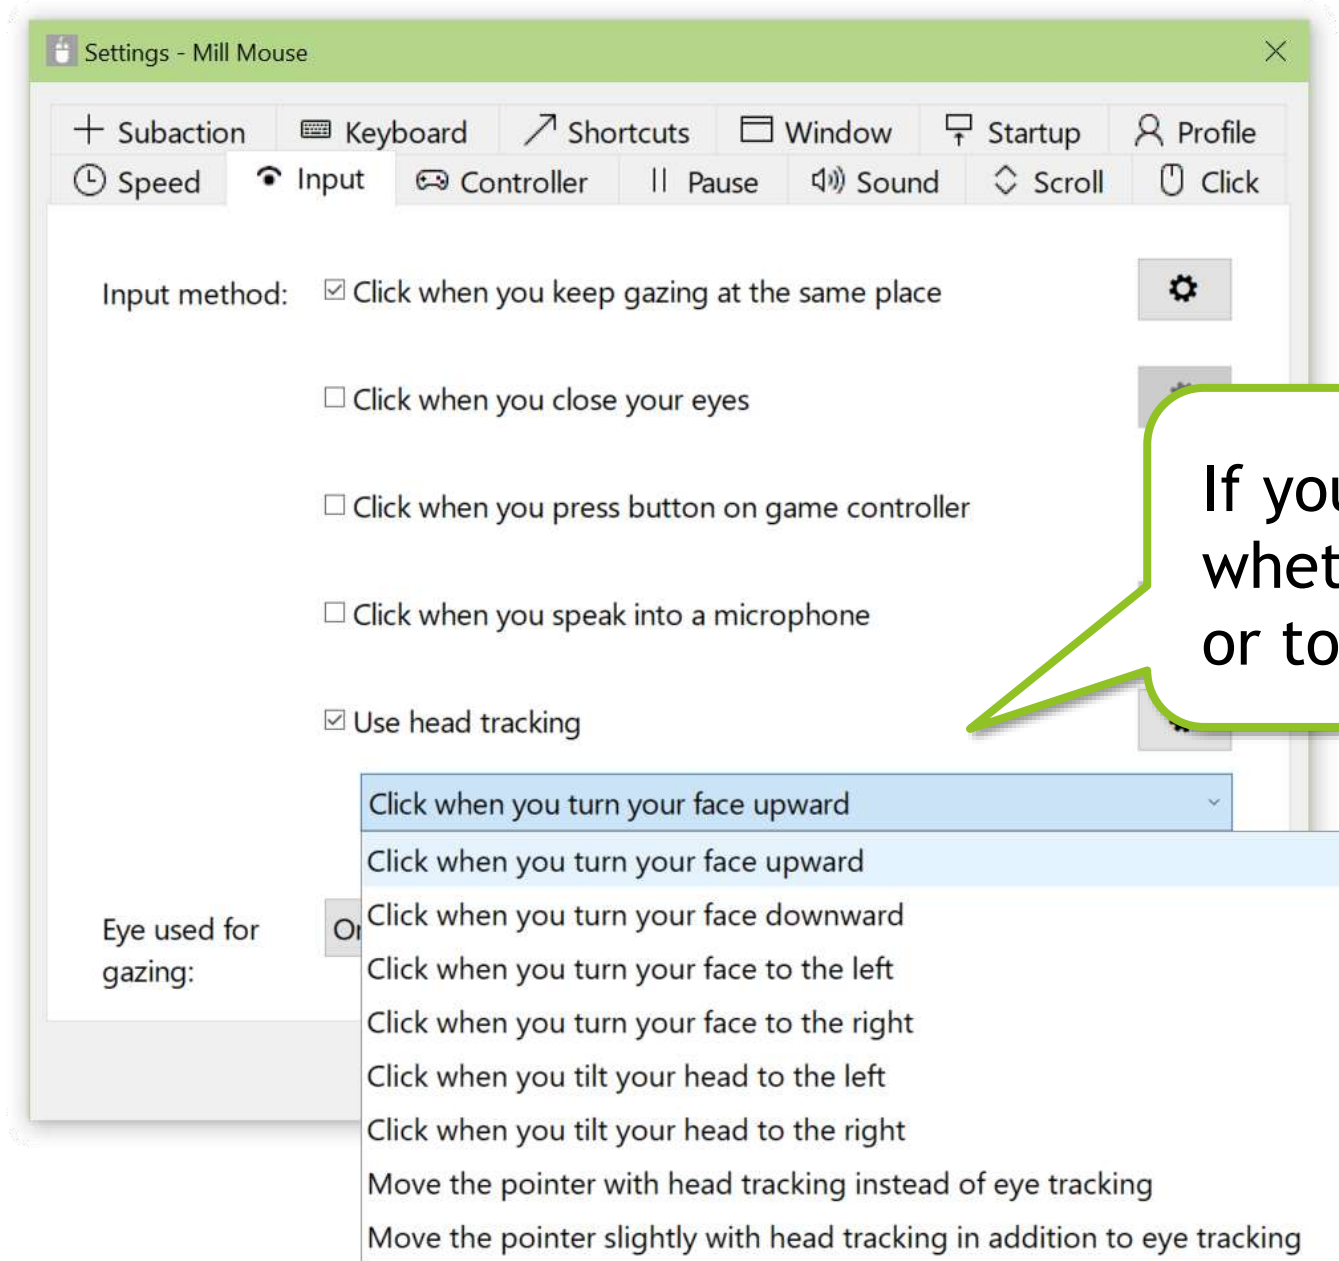 Settings - Mill Mouse
Subaction Keyboard Shortcuts Window Startup Profile
Speed Input Controller Pause Sound Scroll Click
Input method: Click when you keep gazing at the same place
Click when you close your eyes
Click when you press button on game controller
Click when you speak into a microphone
If
or to
Use head tracking
Click when you turn your face upward
Click when you turn your face upward
Click when you turn your face downward
Eye used for
gazing:
Click when you turn your face to the left
Click when you turn your face to the right
Click when you tilt your head to the left
Click when you tilt your head to the right
Move the pointer with head tracking instead of eye tracking
Move the pointer slightly with head tracking in addition to eye tracking